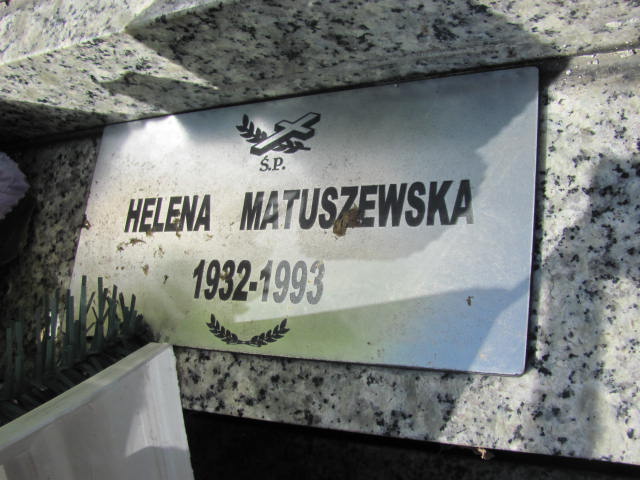 Ś.P.
HELENA MATUSZEWSKA
1932-1993